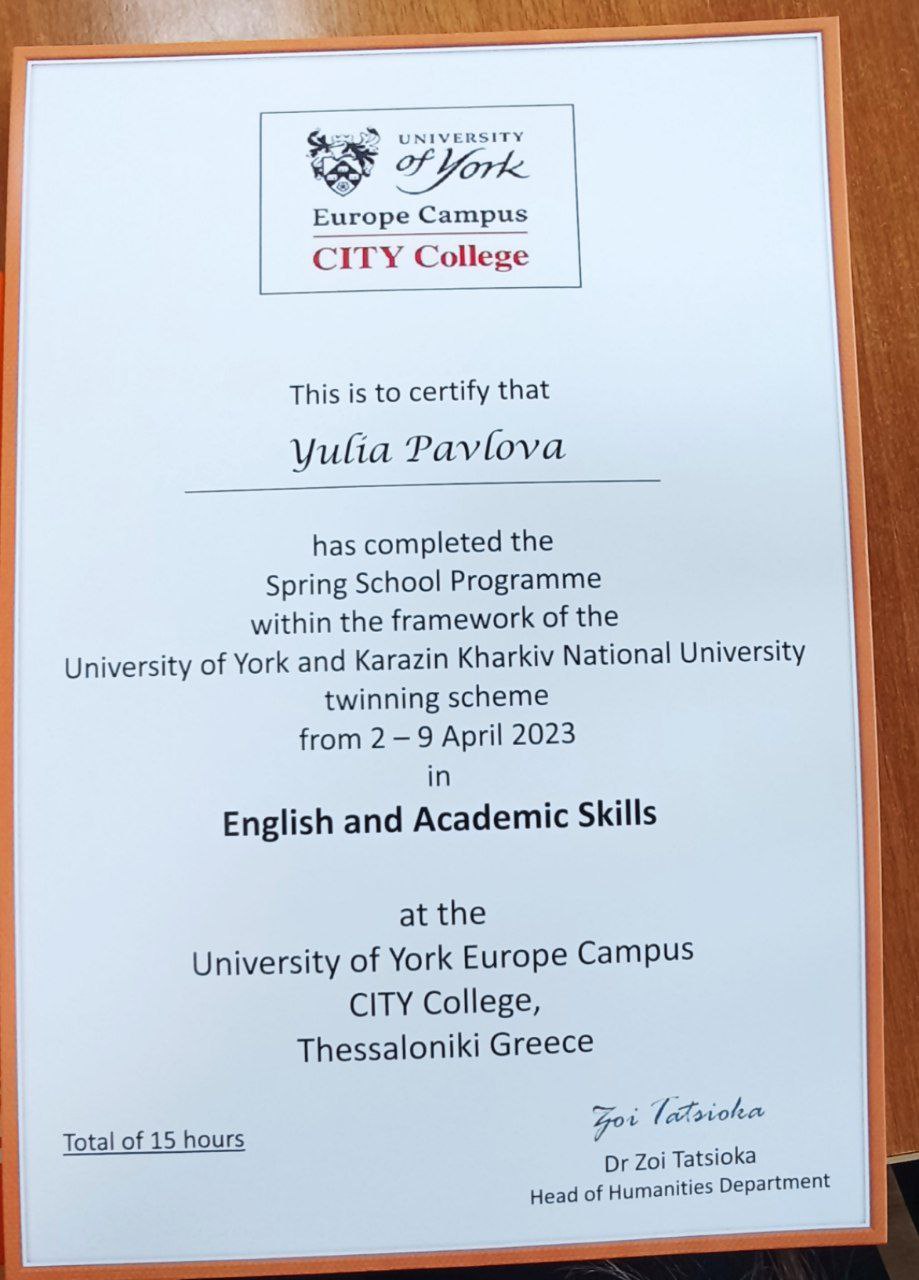 UNIVERSITY
of York
Europe Campus
CITY College
This is to certify that
Yulia Pavlova
has completed the
Spring School Programme
within the framework of the
University of York and Karazin Kharkiv National University
twinning scheme
from 2 – 9 April 2023
in
English and Academic Skills
at the
University of York Europe Campus
CITY College,
Thessaloniki Greece
Total of 15 hours
Zoi Tatsioka
Dr Zoi Tatsioka
Head of Humanities Department